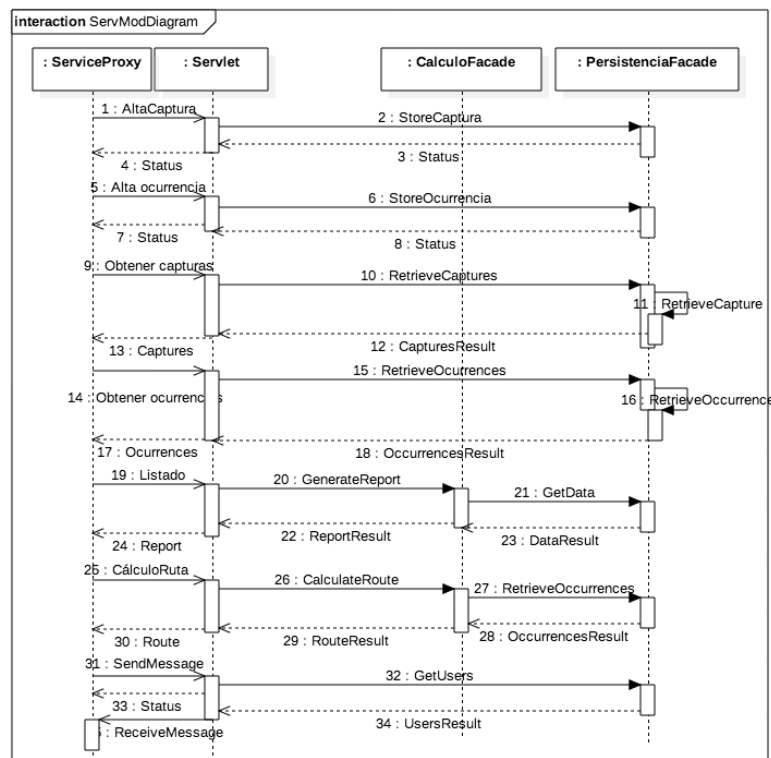 interaction ServModDiagram
: ServiceProxy
: Servlet
: CalculoFacade
: PersistenciaFacade
1 : AltaCaptura
2 : StoreCaptura
3 : Status
4 : Status
5 : Alta ocurrencia
6 : StoreOcurrencia
7 : Status
8 : Status
9 : Obtener capturas
10 : RetrieveCaptures
11 : RetrieveCapture
12 : CapturesResult
13 : Captures
14 : Obtener ocurrencias
15 : RetrieveOcurrences
16 : RetrieveOccurrence
17 : Ocurrences
18 : OccurrencesResult
19 : Listado
20 : GenerateReport
21 : GetData
22 : ReportResult
23 : DataResult
24 : Report
25 : CálculoRuta
26 : CalculateRoute
27 : RetrieveOccurrences
28 : OccurrencesResult
29 : RouteResult
30 : Route
31 : SendMessage
32 : GetUsers
33 : Status
34 : UsersResult
: ReceiveMessage